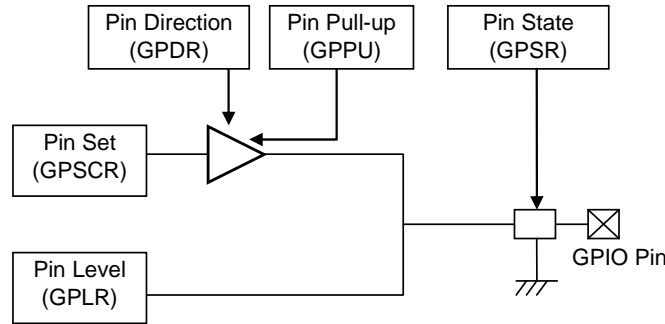 Pin Direction
(GPDR)
Pin Pull-up
(GPPU)
Pin State
(GPSR)
Pin Set
(GPSCR)
Pin Level
(GPLR)
GPIO Pin